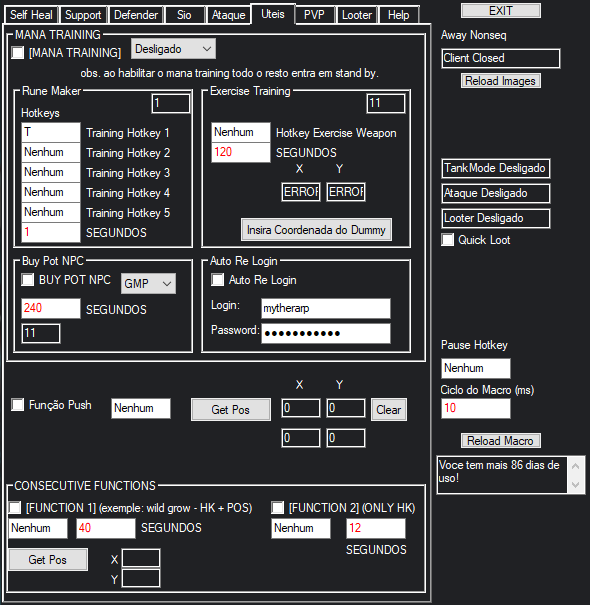 Self Heal Support Defender Sio Ataque Uteis PVP Looter Help
EXIT
MANA TRAINING
[MANA TRAINING] Desligado
obs. ao habilitar o mana training todo o resto entra em stand by.
Away Nonseq
Client Closed
Reload Images
Rune Maker
1
Hotkeys
T Training Hotkey 1
Nenhum Training Hotkey 2
Nenhum Training Hotkey 3
Nenhum Training Hotkey 4
Nenhum Training Hotkey 5
1 SEGUNDOS
Exercise Training
11
Nenhum Hotkey Exercise Weapon
120 SEGUNDOS
X Y
ERROF ERROF
Insira Coordenada do Dummy
TankMode Desligado
Ataque Desligado
Looter Desligado
Quick Loot
Buy Pot NPC
BUY POT NPC GMP
240 SEGUNDOS
11
Auto Re Login
Auto Re Login
Login: mytherarp
Password: ●●●●●●●●●●●
Pause Hotkey
Nenhum
Ciclo do Macro (ms)
10
Reload Macro
Voce tem mais 86 dias de
uso!
X Y
Função Push Nenhum Get Pos 0 0 Clear
0 0
CONSECUTIVE FUNCTIONS
[FUNCTION 1] (exemple: wild grow - HK + POS)
Nenhum 40 SEGUNDOS
Get Pos X
Y
[FUNCTION 2] (ONLY HK)
Nenhum 12
SEGUNDOS